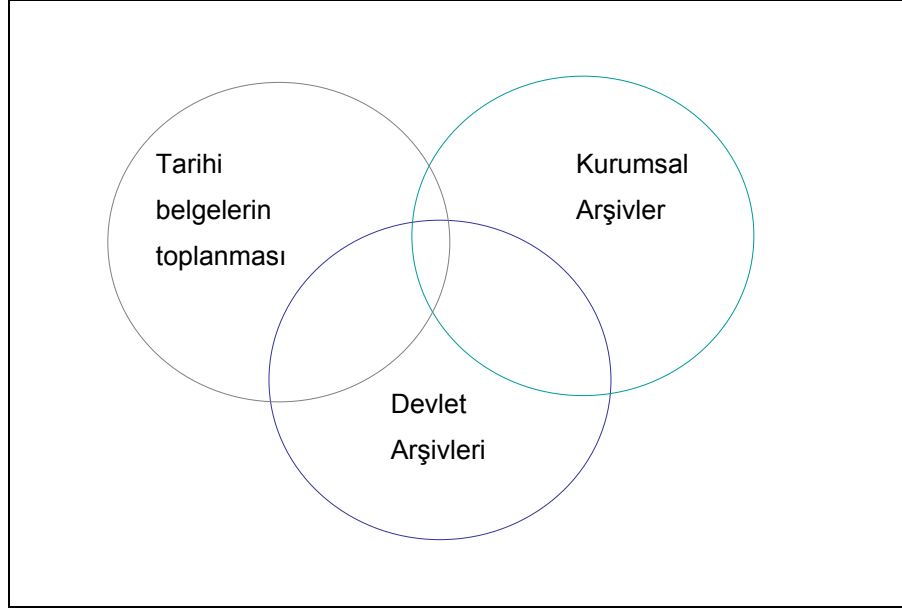 Tarihi
belgelerin
toplanması
Kurumsal
Arşivler
Devlet
Arşivleri